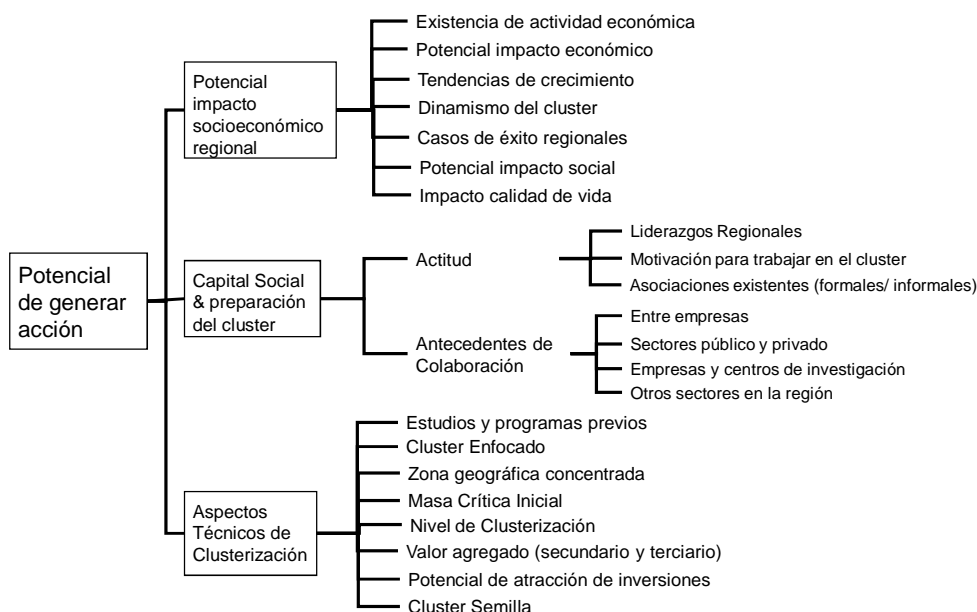 Potencial
de generar
acción
Potencial
impacto
socioeconómico
regional
Existencia de actividad económica
Potencial impacto económico
Tendencias de crecimiento
Dinamismo del cluster
Casos de éxito regionales
Potencial impacto social
Impacto calidad de vida
Capital Social
& preparación
del cluster
Actitud
Liderazgos Regionales
Motivación para trabajar en el cluster
Asociaciones existentes (formales/ informales)
Antecedentes de
Colaboración
Entre empresas
Sectores público y privado
Empresas y centros de investigación
Otros sectores en la región
Aspectos
Técnicos de
Clusterización
Estudios y programas previos
Cluster Enfocado
Zona geográfica concentrada
Masa Crítica Inicial
Nivel de Clusterización
Valor agregado (secundario y terciario)
Potencial de atracción de inversiones
Cluster Semilla